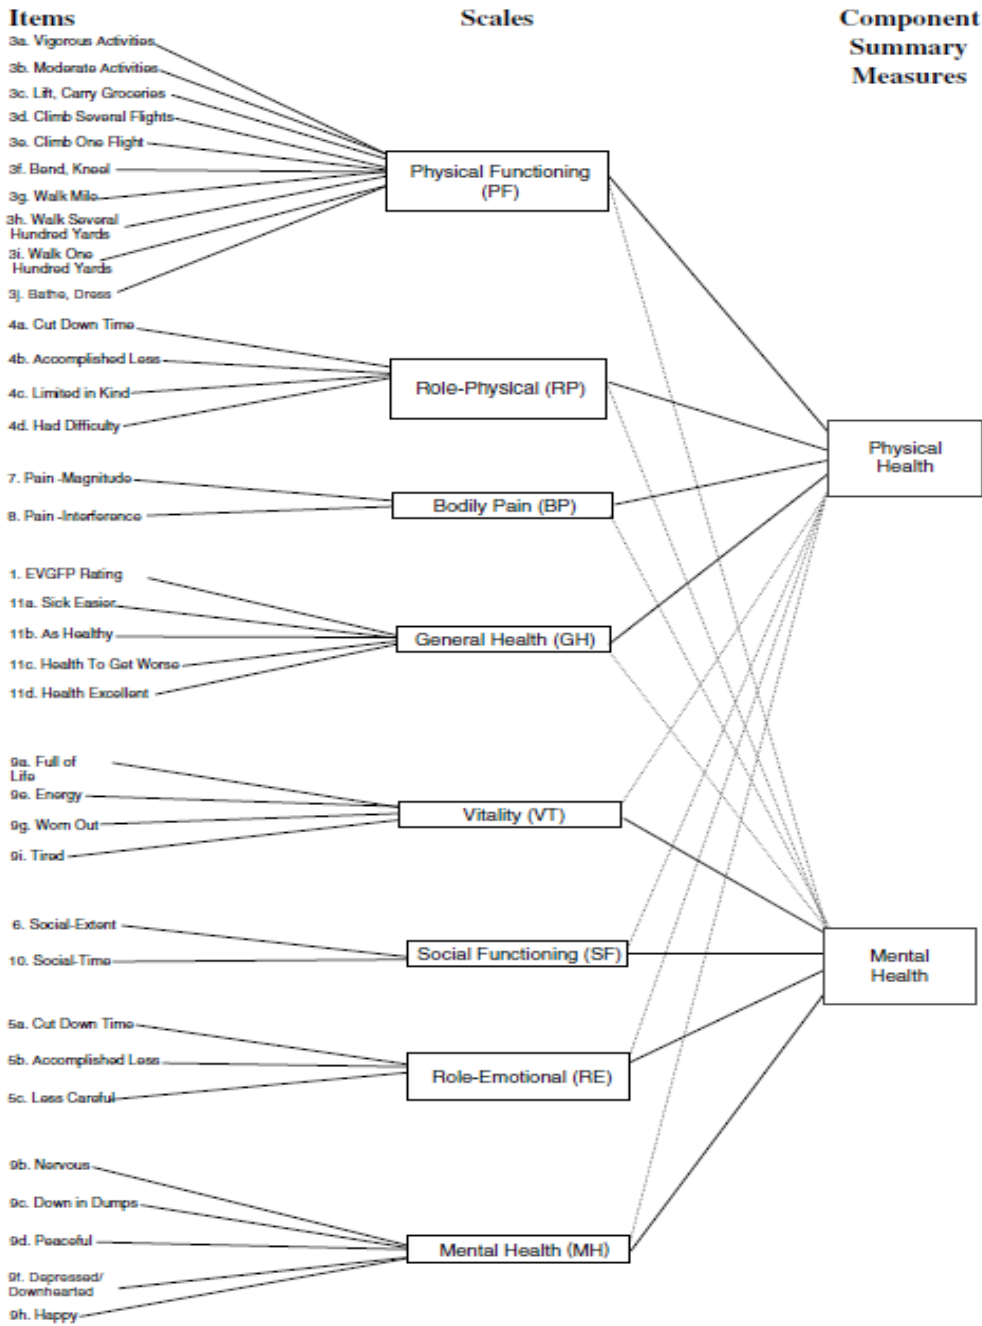 Items
Scales
Component
Summary
Measures
3a. Vigorous Activities
3b. Moderate Activities
3c. Lift, Carry Groceries
3d. Climb Several Flights
3e. Climb One Flight
3f. Bend, Kneel
3g. Walk Mile
3h. Walk Several
Hundred Yards
3i. Walk One
Hundred Yards
3j. Bathe, Dress
Physical Functioning
(PF)
4a. Cut Down Time
4b. Accomplished Less
4c. Limited in Kind
4d. Had Difficulty
Role-Physical (RP)
Physical
Health
7. Pain -Magnitude
8. Pain -Interference
Bodily Pain (BP)
1. EVGFP Rating
11a. Sick Easier
11b. As Healthy
11c. Health To Get Worse
11d. Health Excellent
General Health (GH)
9a. Full of
Life
9e. Energy
9g. Worn Out
9i. Tired
Vitality (VT)
6. Social-Extent
10. Social-Time
Social Functioning (SF)
Mental
Health
5a. Cut Down Time
5b. Accomplished Less
5c. Less Careful
Role-Emotional (RE)
9b. Nervous
9c. Down in Dumps
9d. Peaceful
9f. Depressed/
Downhearted
9h. Happy
Mental Health (MH)